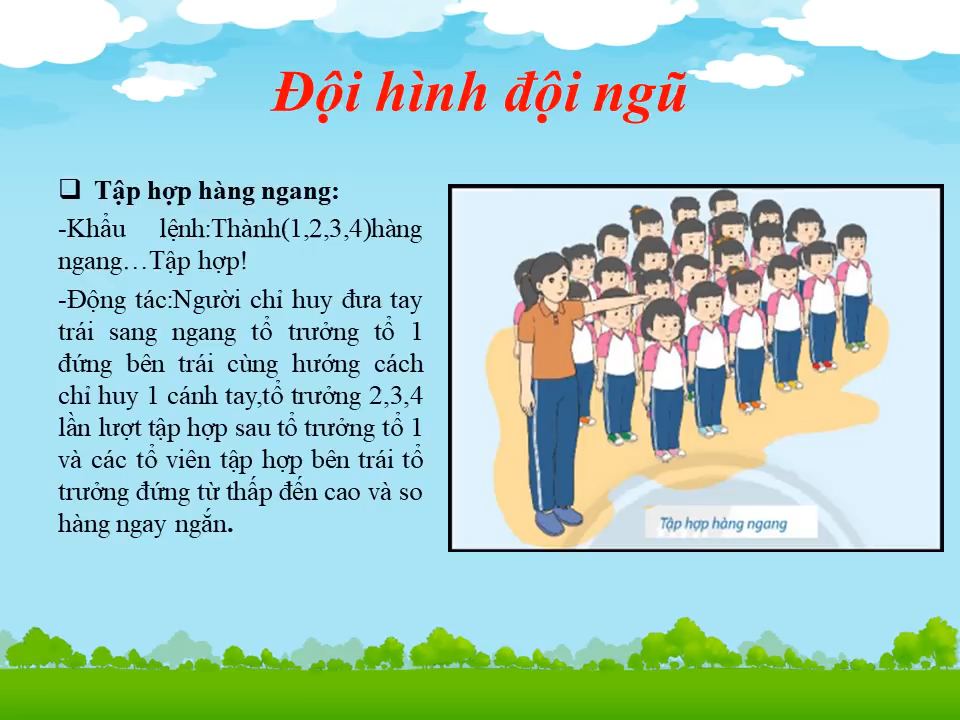 Đội hình đội ngũ
Tập hợp hàng ngang:
-Khẩu lệnh:Thành(1,2,3,4)hàng
ngang…Tập hợp!
-Động tác:Người chỉ huy đưa tay
trái sang ngang tổ trưởng tổ 1
đứng bên trái cùng hướng cách
chỉ huy 1 cánh tay,tổ trưởng 2,3,4
lần lượt tập hợp sau tổ trưởng tổ 1
và các tổ viên tập hợp bên trái tổ
trưởng đứng từ thấp đến cao và so
hàng ngay ngắn.
Tập hợp hàng ngang